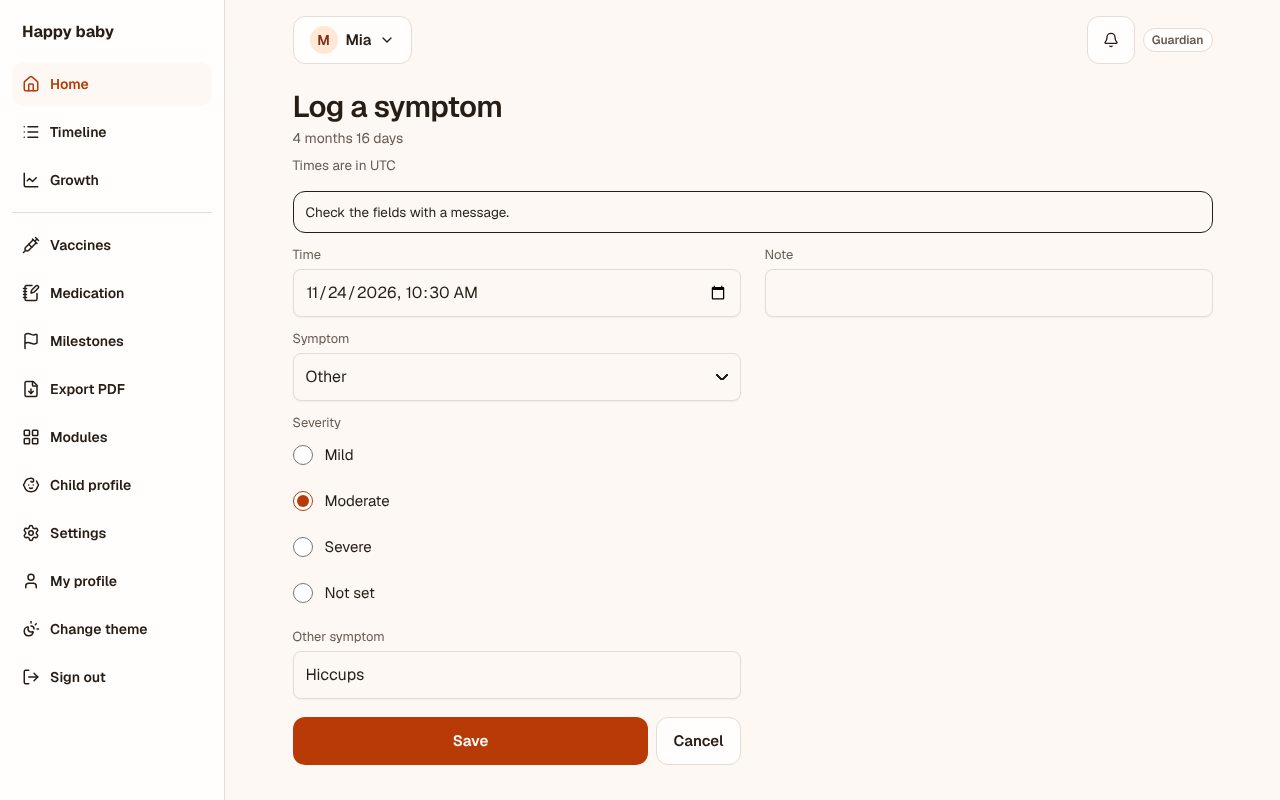 Happy baby
Home
Timeline
Growth
Vaccines
Medication
Milestones
Export PDF
Modules
Child profile
Settings
My profile
Change theme
Sign out
M Mia
Guardian
Log a symptom
4 months 16 days
Times are in UTC
Check the fields with a message.
Time
11/24/2026, 10:30 AM
Note
Symptom
Other
Severity
Mild
Moderate
Severe
Not set
Other symptom
Hiccups
Save
Cancel